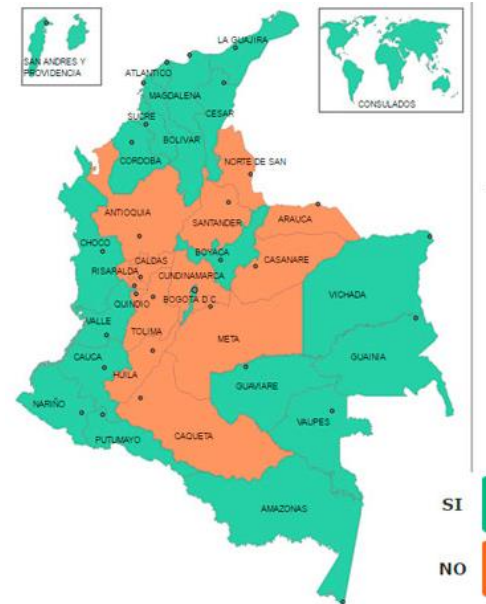 LA GUAJIRA
SAN ANDRES Y
PROVIDENCIA
ATLANTICO
MAGDALENA
CESAR
CONSULADOS
SUCRE
BOLIVAR
CORDOBA
NORTE DE SAN
ANTIOQUIA
SANTANDER
ARAUCA
CHOCO
BOYACA
CALDAS
CASANARE
RISARALDA
CUNDINAMARCA
VICHADA
QUINDIO
BOGOTA D.C.
VALLE
TOLIMA
META
GUAINIA
CAUCA
HUILA
GUAVIARE
NARIÑO
VAUPES
PUTUMAYO
CAQUETA
AMAZONAS
SI
NO